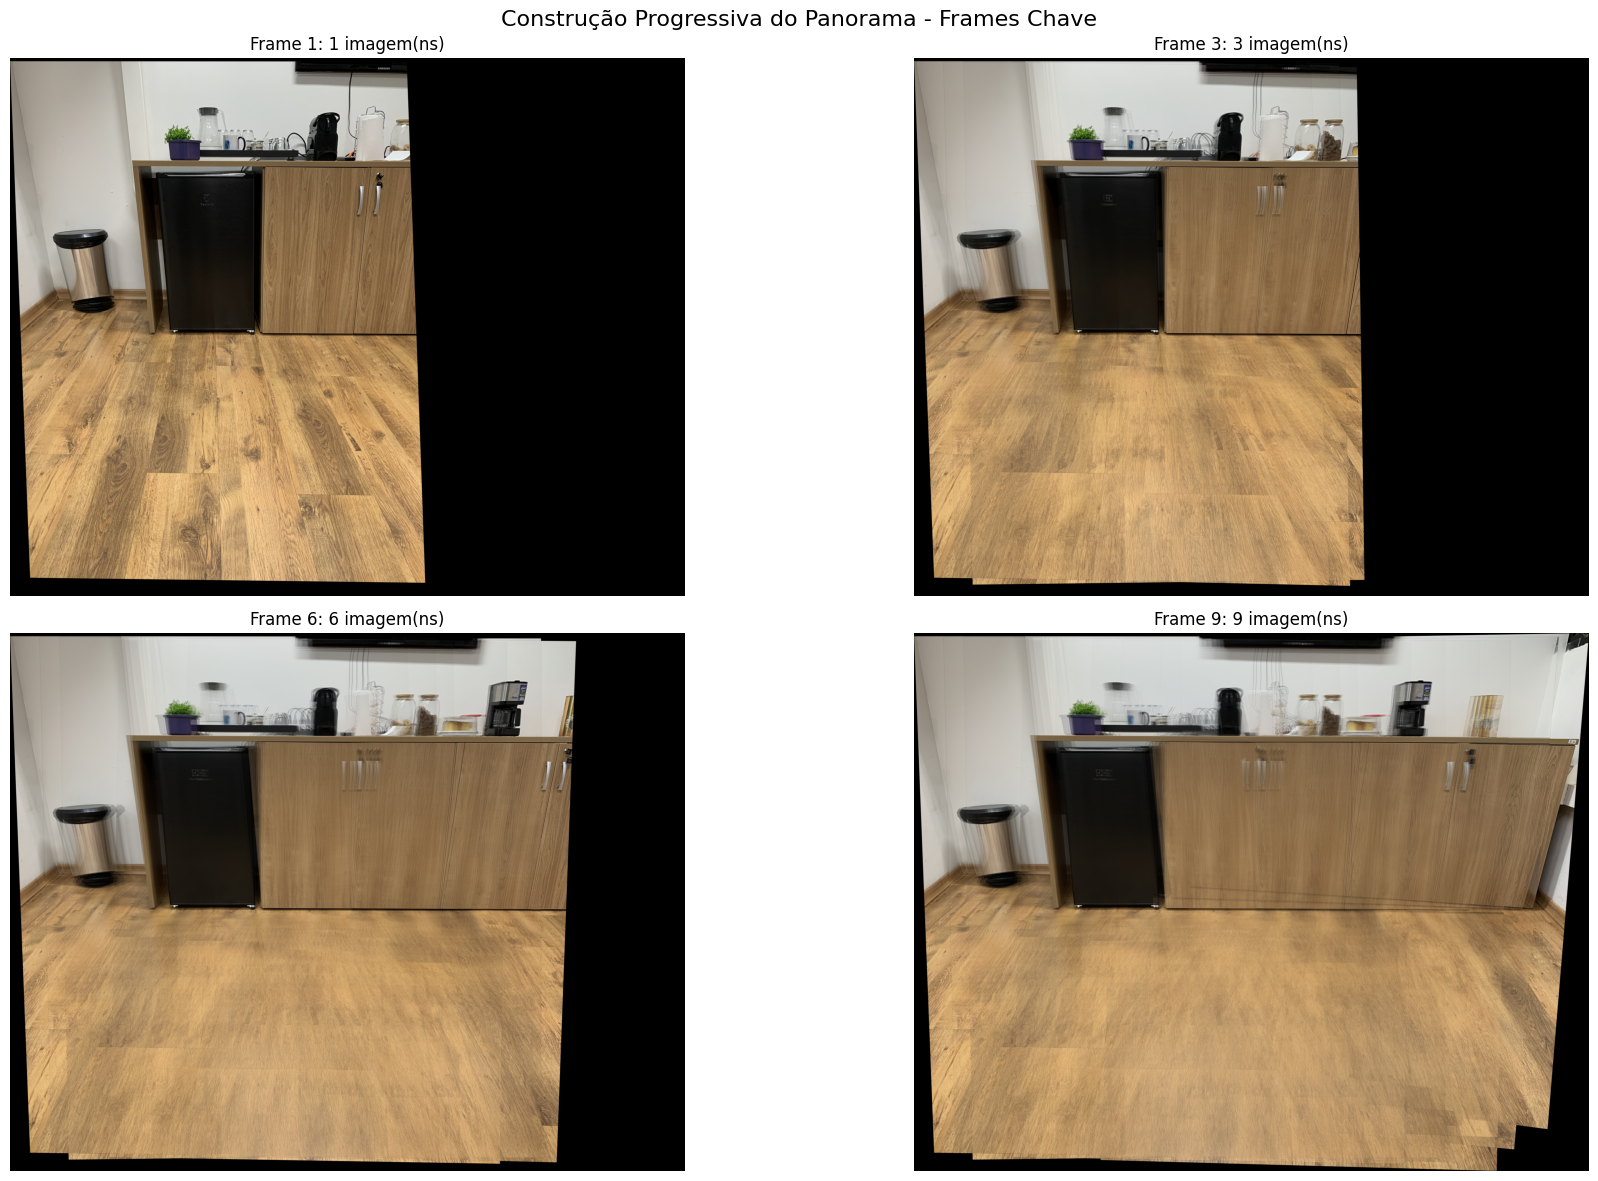 Construção Progressiva do Panorama - Frames Chave
Frame 1: 1 imagem(ns)
Frame 3: 3 imagem(ns)
Frame 6: 6 imagem(ns)
Frame 9: 9 imagem(ns)